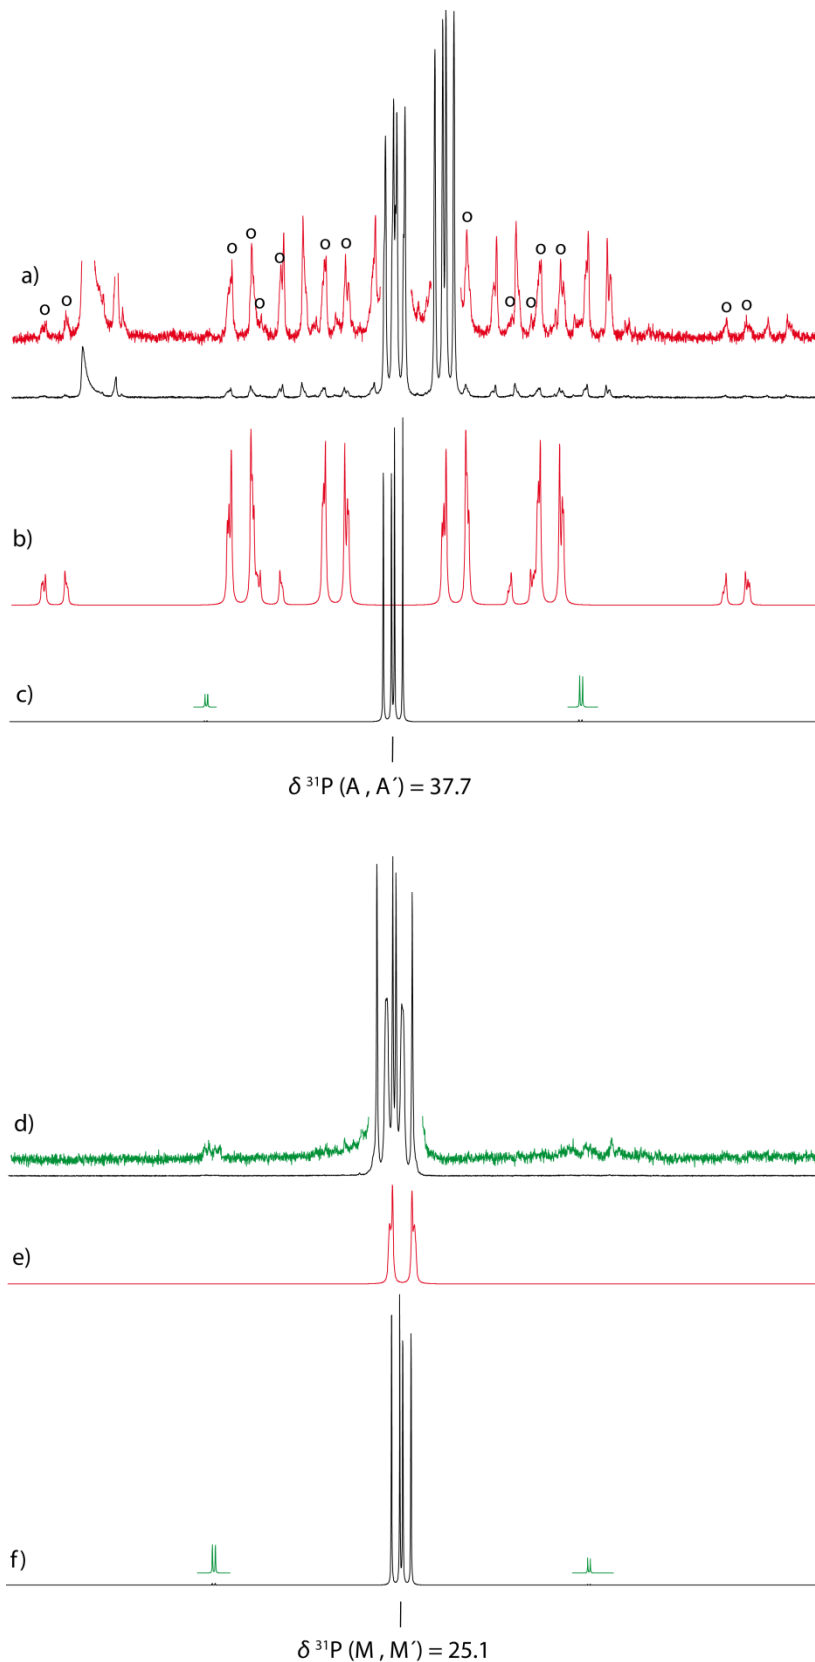 o o o o o o o o o o o o o o o
a)
b)
c)
δ ³¹P (A , A´) = 37.7
d)
e)
f)
δ ³¹P (M , M´) = 25.1